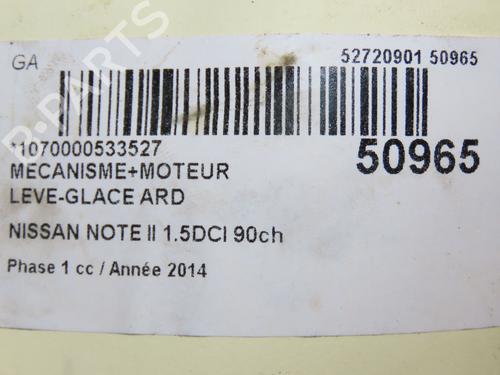 GA
52720901 50965
*1070000533527
50965
MECANISME+MOTEUR
LEVE-GLACE ARD
NISSAN NOTE II 1.5DCI 90ch
Phase 1 cc / Année 2014
B-PARTS